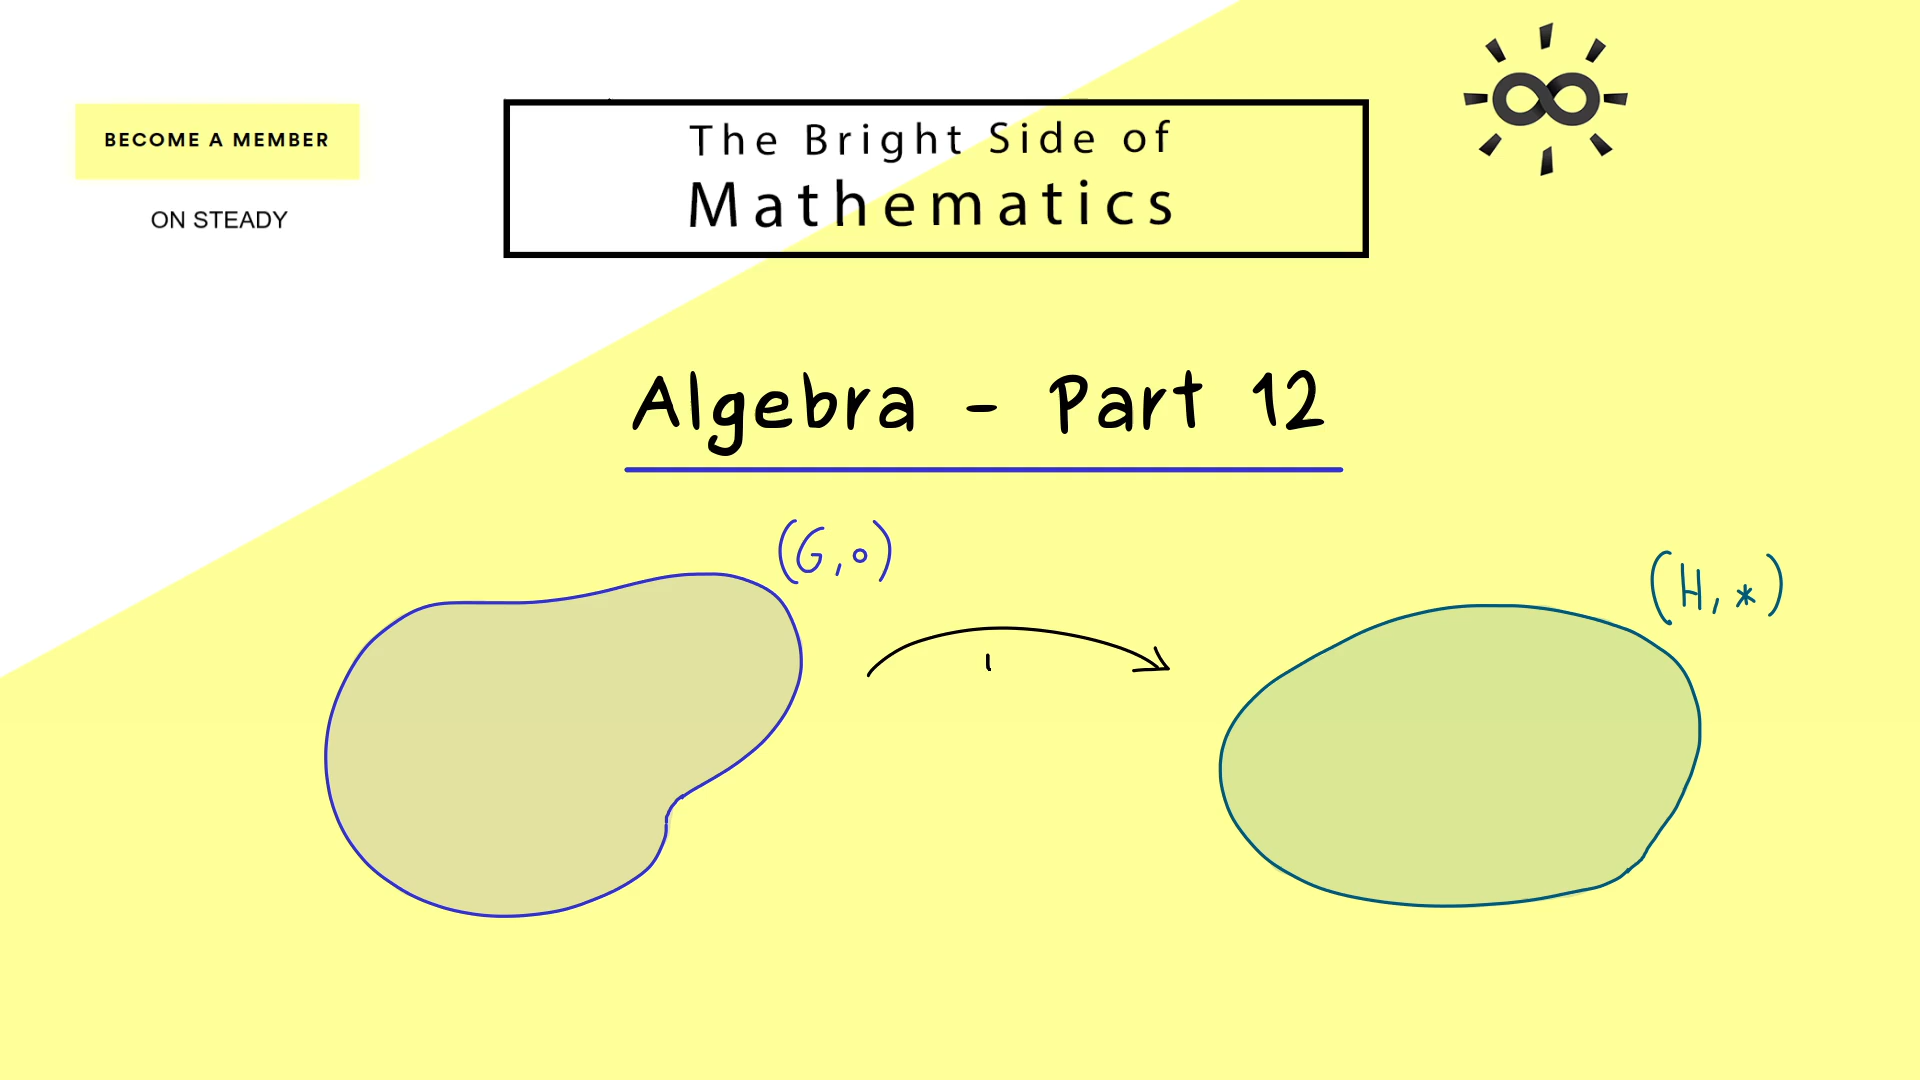 BECOME A MEMBER
ON STEADY
The Bright Side of
Mathematics
Algebra - Part 12
(G,∘)
(H,*)